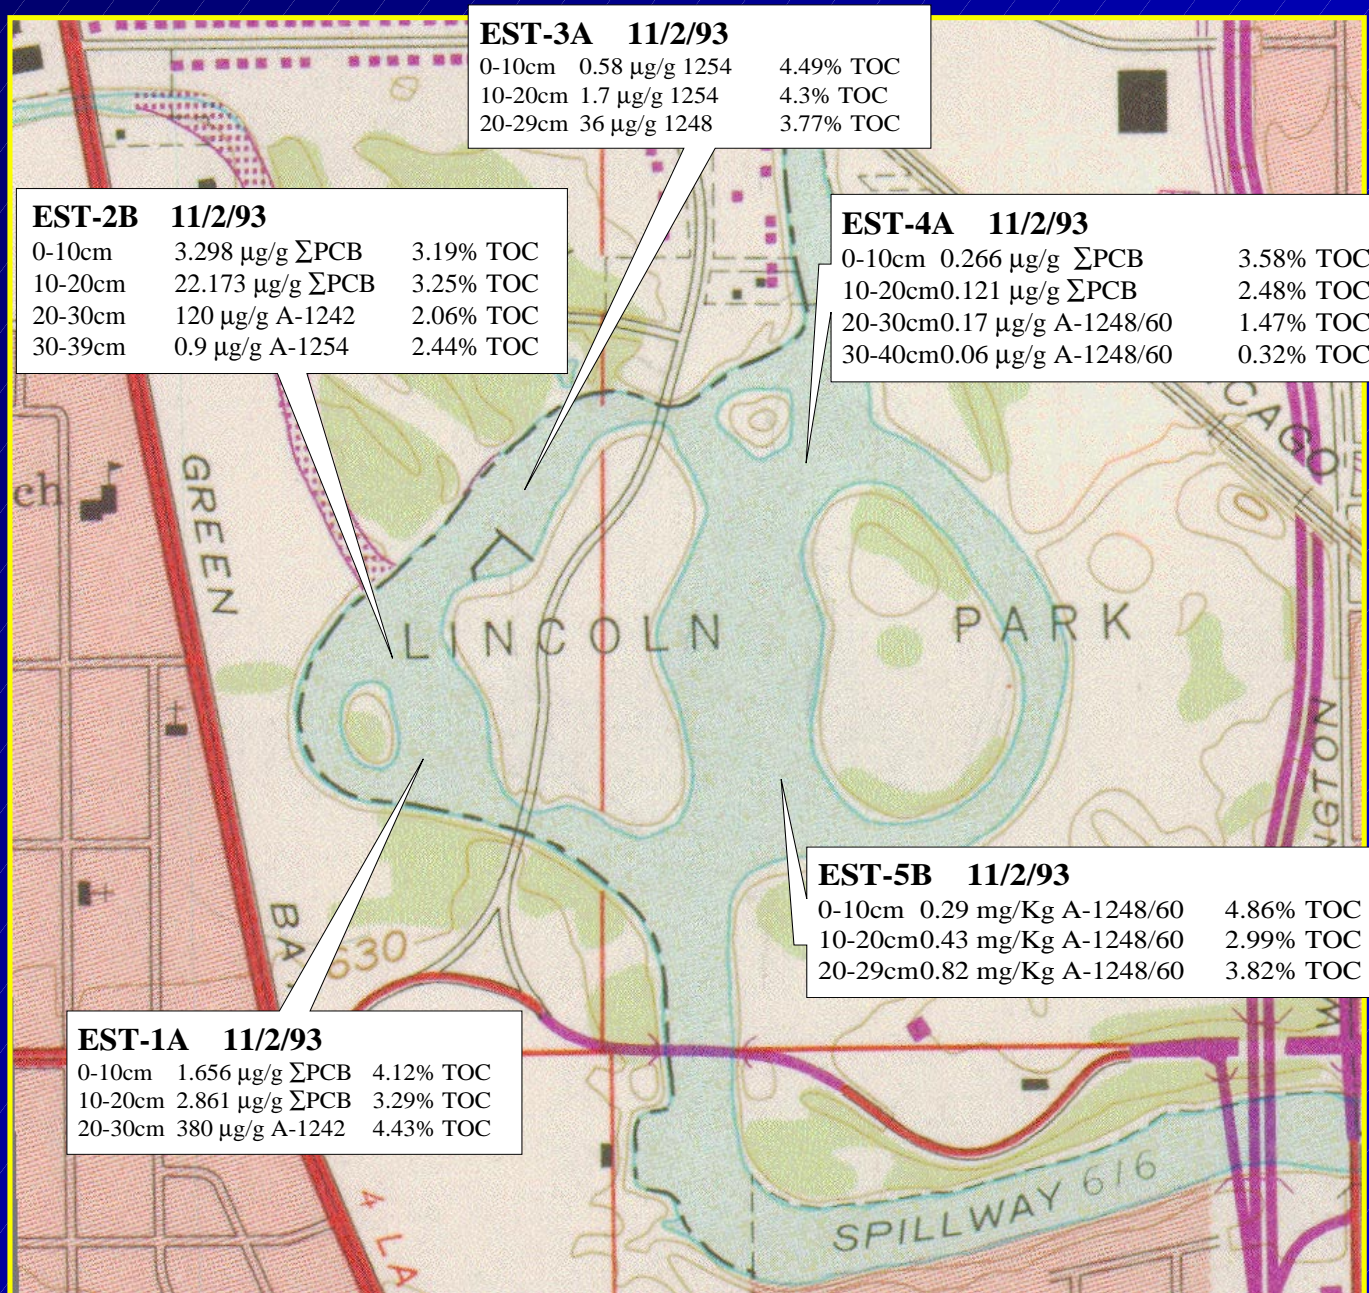 EST-3A 11/2/93
0-10cm 0.58 µg/g 1254 4.49% TOC
10-20cm 1.7 µg/g 1254 4.3% TOC
20-29cm 36 µg/g 1248 3.77% TOC
EST-2B 11/2/93
0-10cm 3.298 µg/g ∑PCB 3.19% TOC
10-20cm 22.173 µg/g ∑PCB 3.25% TOC
20-30cm 120 µg/g A-1242 2.06% TOC
30-39cm 0.9 µg/g A-1254 2.44% TOC
EST-4A 11/2/93
0-10cm 0.266 µg/g ∑PCB 3.58% TOC
10-20cm0.121 µg/g ∑PCB 2.48% TOC
20-30cm0.17 µg/g A-1248/60 1.47% TOC
30-40cm0.06 µg/g A-1248/60 0.32% TOC
CAGO
ch
GREEN
LINCOLN PARK
NGTON
EST-5B 11/2/93
0-10cm 0.29 mg/Kg A-1248/60 4.86% TOC
10-20cm0.43 mg/Kg A-1248/60 2.99% TOC
20-29cm0.82 mg/Kg A-1248/60 3.82% TOC
BA
630
W
EST-1A 11/2/93
0-10cm 1.656 µg/g ∑PCB 4.12% TOC
10-20cm 2.861 µg/g ∑PCB 3.29% TOC
20-30cm 380 µg/g A-1242 4.43% TOC
SPILLWAY 616
4 LA